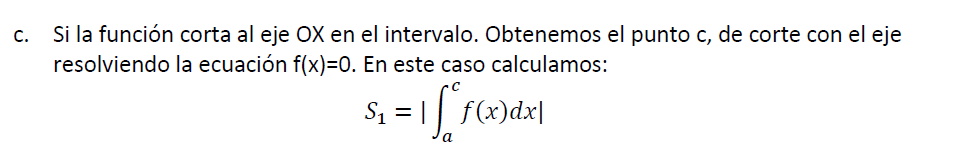 c. Si la función corta al eje OX en el intervalo. Obtenemos el punto c, de corte con el eje
resolviendo la ecuación f(x)=0. En este caso calculamos:
S₁ = |∫ₐᶜ f(x)dx|